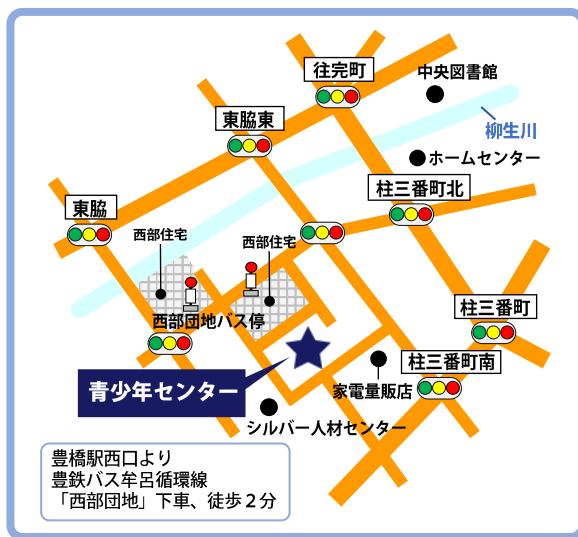 往完町
中央図書館
東脇東
柳生川
ホームセンター
柱三番町北
東脇
西部住宅
西部住宅
西部団地バス停
柱三番町
柱三番町南
青少年センター
家電量販店
シルバー人材センター
豊橋駅西口より
豊鉄バス牟呂循環線
「西部団地」下車、徒歩２分